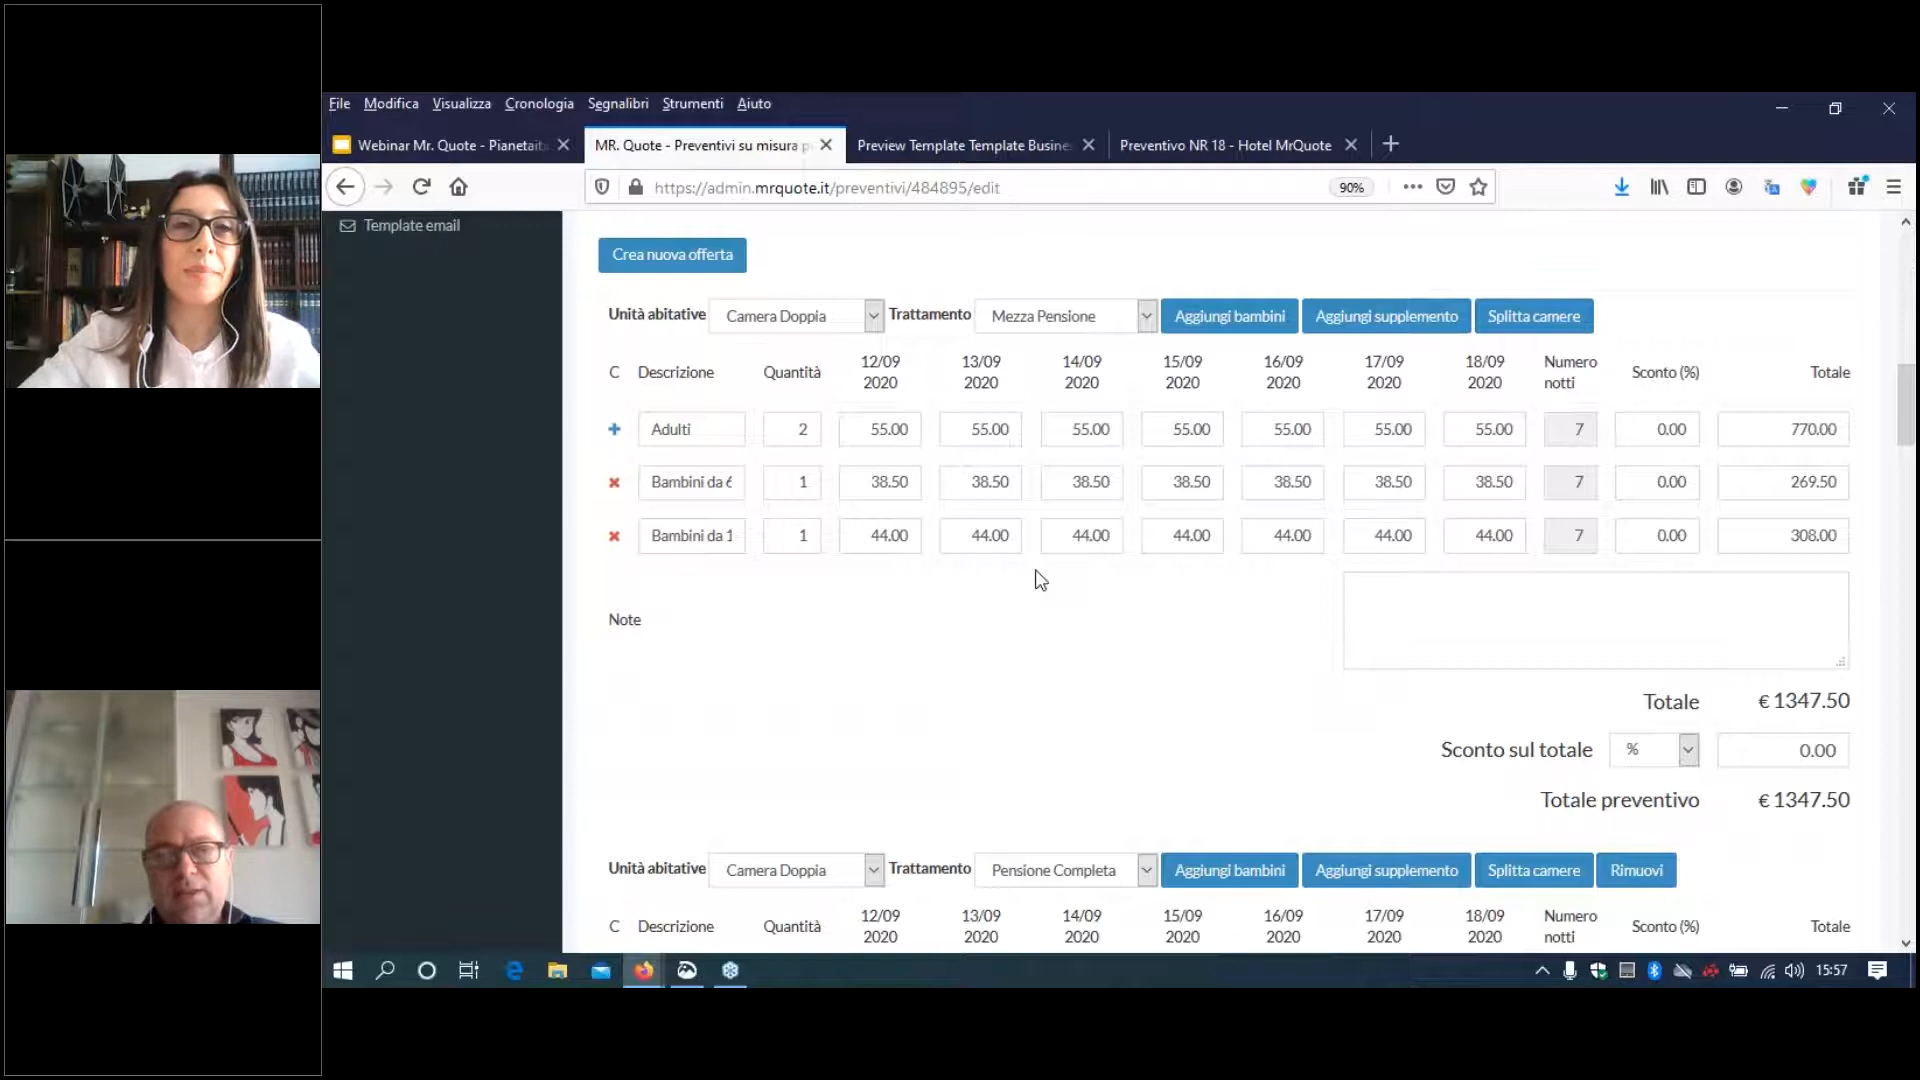 File Modifica Visualizza Cronologia Segnalibri Strumenti Aiuto
Webinar Mr. Quote - Pianetaita MR. Quote - Preventivi su misura p Preview Template Template Busine Preventivo NR 18 - Hotel MrQuote
https://admin.mrquote.it/preventivi/484895/edit 90%
Template email
Crea nuova offerta
Unità abitative Camera Doppia Trattamento Mezza Pensione Aggiungi bambini Aggiungi supplemento Splitta camere
C Descrizione Quantità 12/09 2020 13/09 2020 14/09 2020 15/09 2020 16/09 2020 17/09 2020 18/09 2020 Numero notti Sconto (%) Totale
Adulti 2 55.00 55.00 55.00 55.00 55.00 55.00 55.00 7 0.00 770.00
Bambini da 6 1 38.50 38.50 38.50 38.50 38.50 38.50 38.50 7 0.00 269.50
Bambini da 1 1 44.00 44.00 44.00 44.00 44.00 44.00 44.00 7 0.00 308.00
Note
Totale € 1347.50
Sconto sul totale % 0.00
Totale preventivo € 1347.50
Unità abitative Camera Doppia Trattamento Pensione Completa Aggiungi bambini Aggiungi supplemento Splitta camere Rimuovi
C Descrizione Quantità 12/09 2020 13/09 2020 14/09 2020 15/09 2020 16/09 2020 17/09 2020 18/09 2020 Numero notti Sconto (%) Totale
15:57